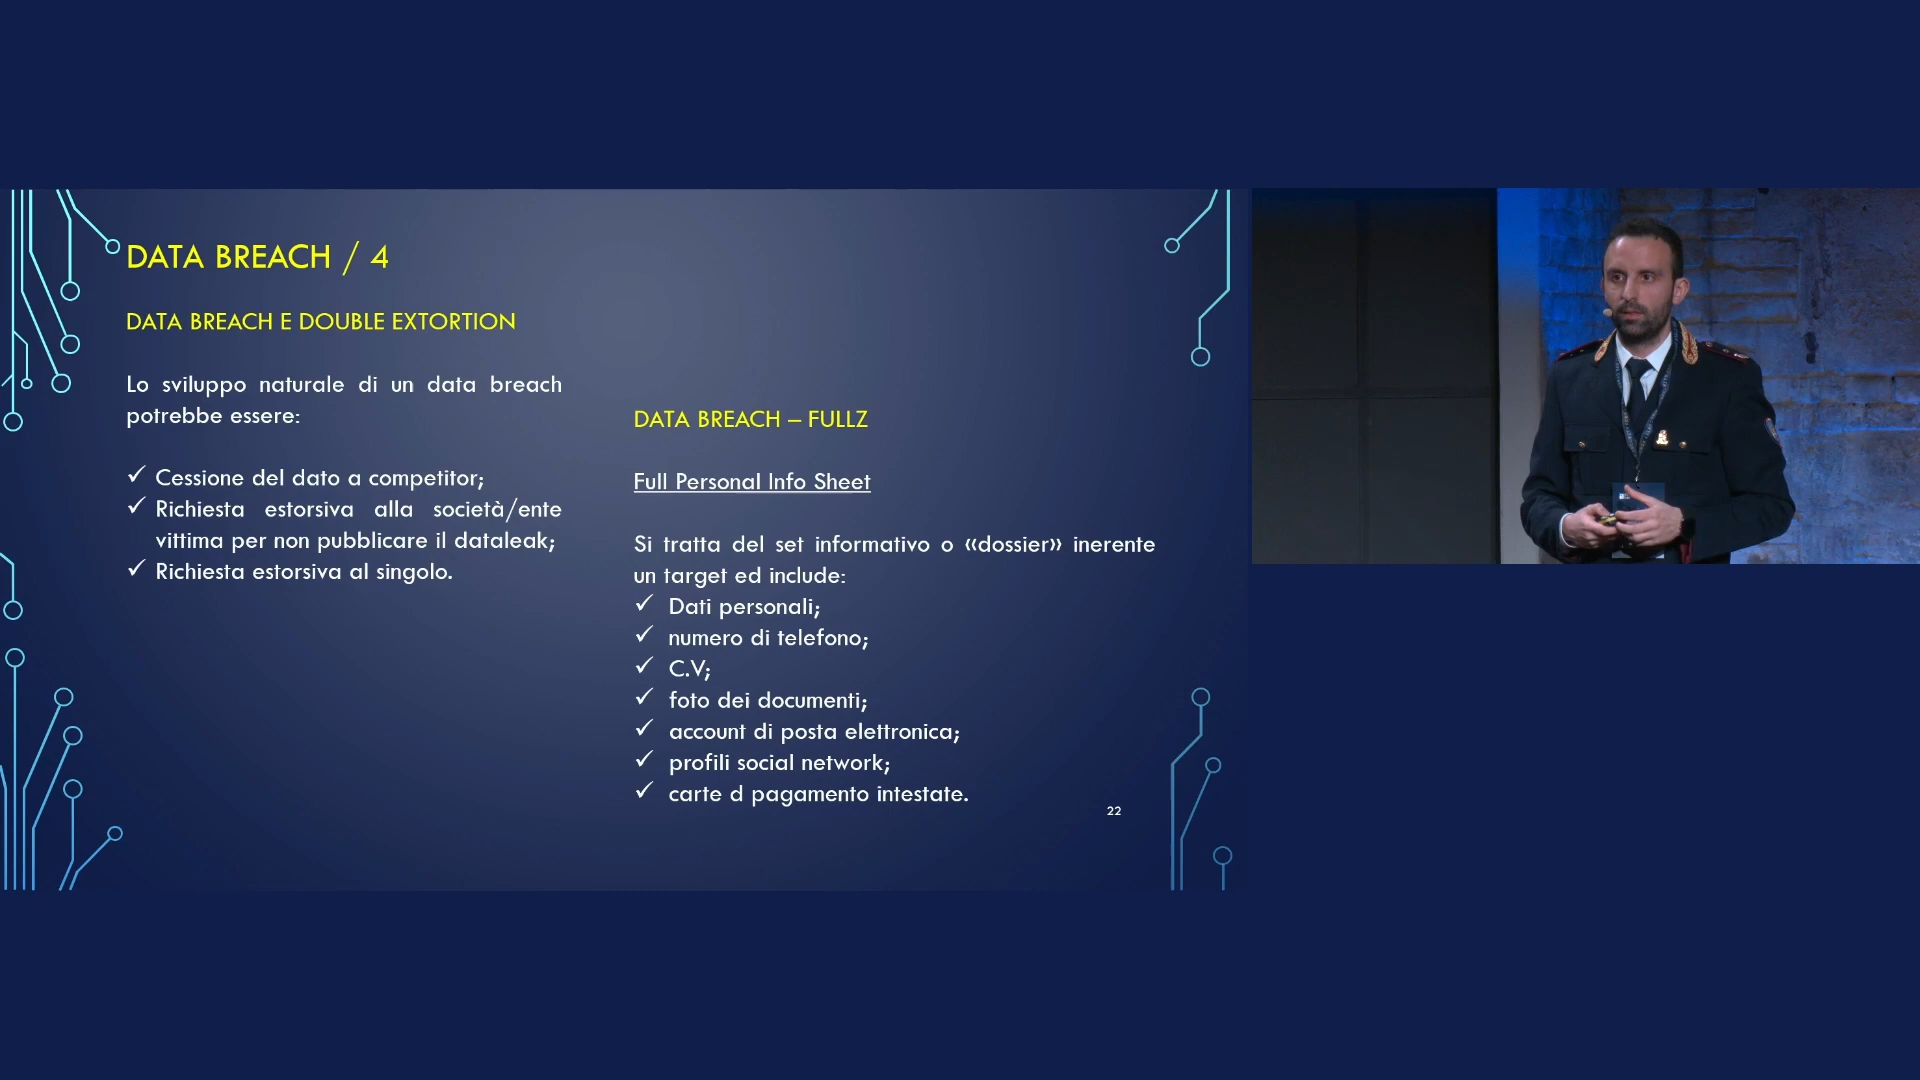 DATA BREACH / 4
DATA BREACH E DOUBLE EXTORTION
Lo sviluppo naturale di un data breach
potrebbe essere:
✓ Cessione del dato a competitor;
✓ Richiesta estorsiva alla società/ente
vittima per non pubblicare il dataleak;
✓ Richiesta estorsiva al singolo.
DATA BREACH – FULLZ
Full Personal Info Sheet
Si tratta del set informativo o «dossier» inerente
un target ed include:
✓ Dati personali;
✓ numero di telefono;
✓ C.V;
✓ foto dei documenti;
✓ account di posta elettronica;
✓ profili social network;
✓ carte d pagamento intestate.
22